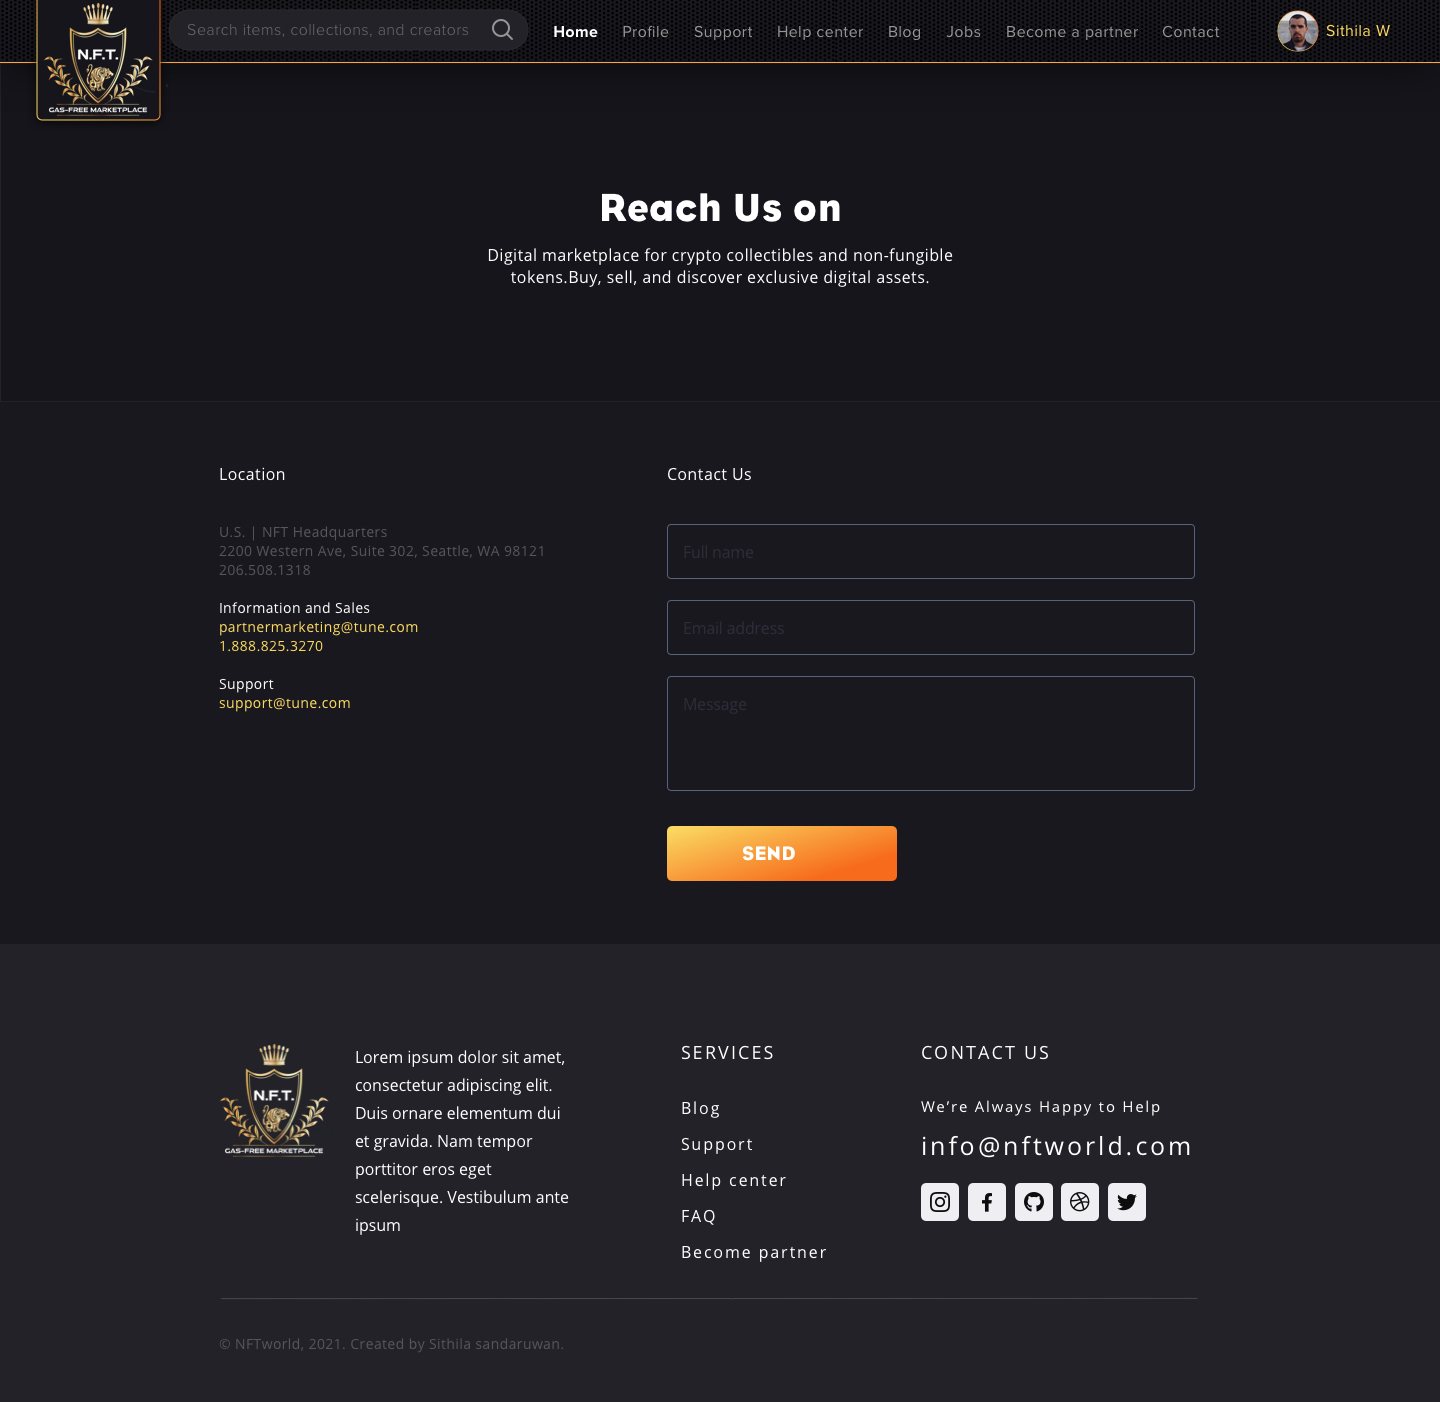 N.F.T.
GAS-FREE MARKETPLACE
Search items, collections, and creators
Home Profile Support Help center Blog Jobs Become a partner Contact
Sithila W
Reach Us on
Digital marketplace for crypto collectibles and non-fungible
tokens.Buy, sell, and discover exclusive digital assets.
Location
U.S. | NFT Headquarters
2200 Western Ave, Suite 302, Seattle, WA 98121
206.508.1318
Information and Sales
partnermarketing@tune.com
1.888.825.3270
Support
support@tune.com
Contact Us
Full name
Email address
Message
SEND
N.F.T.
GAS-FREE MARKETPLACE
Lorem ipsum dolor sit amet,
consectetur adipiscing elit.
Duis ornare elementum dui
et gravida. Nam tempor
porttitor eros eget
scelerisque. Vestibulum ante
ipsum
SERVICES
Blog
Support
Help center
FAQ
Become partner
CONTACT US
We’re Always Happy to Help
info@nftworld.com
© NFTworld, 2021. Created by Sithila sandaruwan.